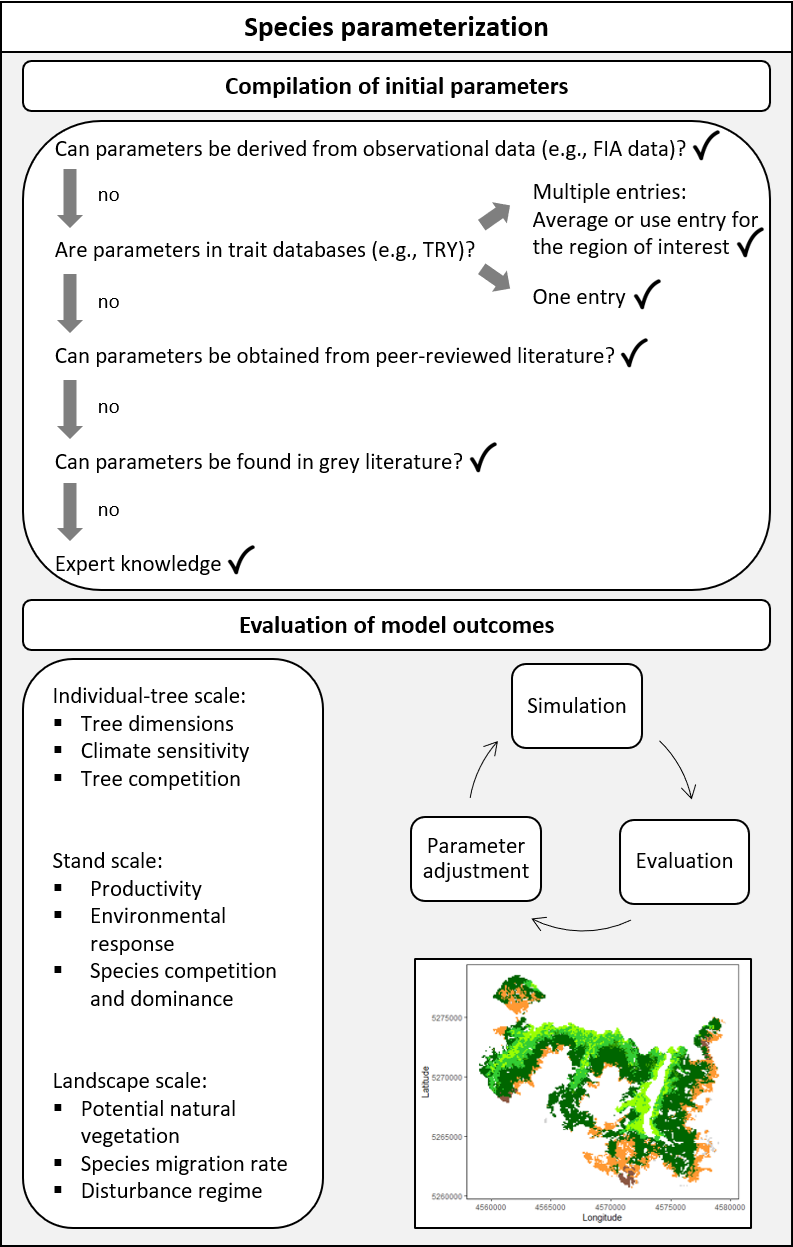 Species parameterization
Compilation of initial parameters
Can parameters be derived from observational data (e.g., FIA data)?
no
Multiple entries:
Average or use entry for
the region of interest
Are parameters in trait databases (e.g., TRY)?
One entry
no
Can parameters be obtained from peer-reviewed literature?
no
Can parameters be found in grey literature?
no
Expert knowledge
Evaluation of model outcomes
Individual-tree scale:
▪ Tree dimensions
▪ Climate sensitivity
▪ Tree competition
Stand scale:
▪ Productivity
▪ Environmental
response
▪ Species competition
and dominance
Landscape scale:
▪ Potential natural
vegetation
▪ Species migration rate
▪ Disturbance regime
Simulation
Evaluation
Parameter
adjustment
Latitude
5275000
5270000
5265000
5260000
4560000 4565000 4570000 4575000 4580000
Longitude